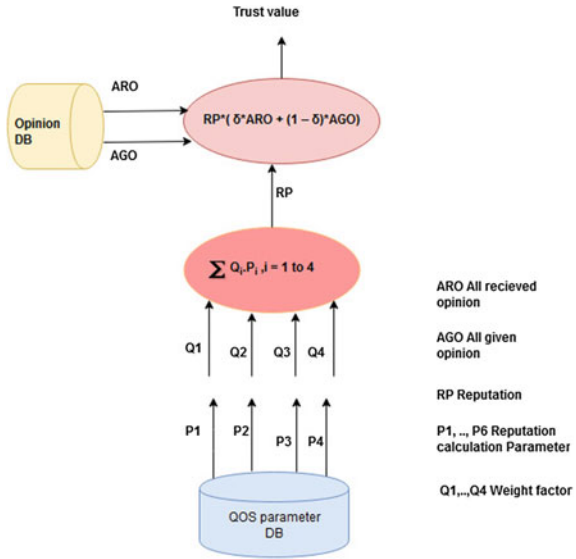 Trust value
ARO
Opinion
DB
AGO
RP*( δ*ARO + (1 – δ)*AGO)
RP
∑ Qi.Pi ,i = 1 to 4
Q1
Q2
Q3
Q4
P1
P2
P3
P4
QOS parameter
DB
ARO All recieved
opinion
AGO All given
opinion
RP Reputation
P1, .., P6 Reputation
calculation Parameter
Q1,..,Q4 Weight factor